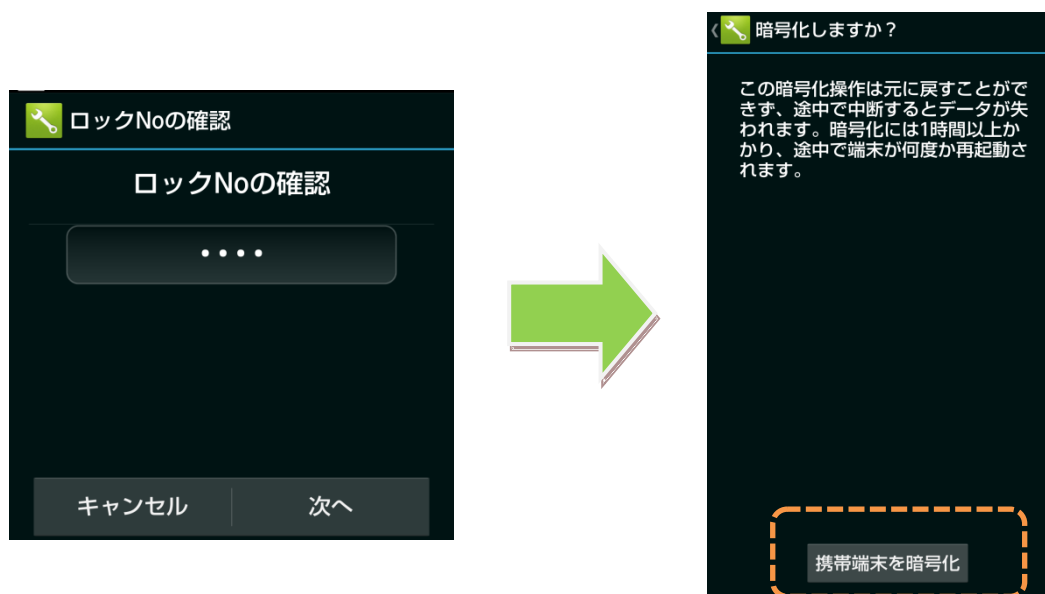 ロックNoの確認
ロックNoの確認
••••
キャンセル 次へ
暗号化しますか？
この暗号化操作は元に戻すことがで
きず、途中で中断するとデータが失
われます。暗号化には1時間以上か
かり、途中で端末が何度か再起動さ
れます。
携帯端末を暗号化